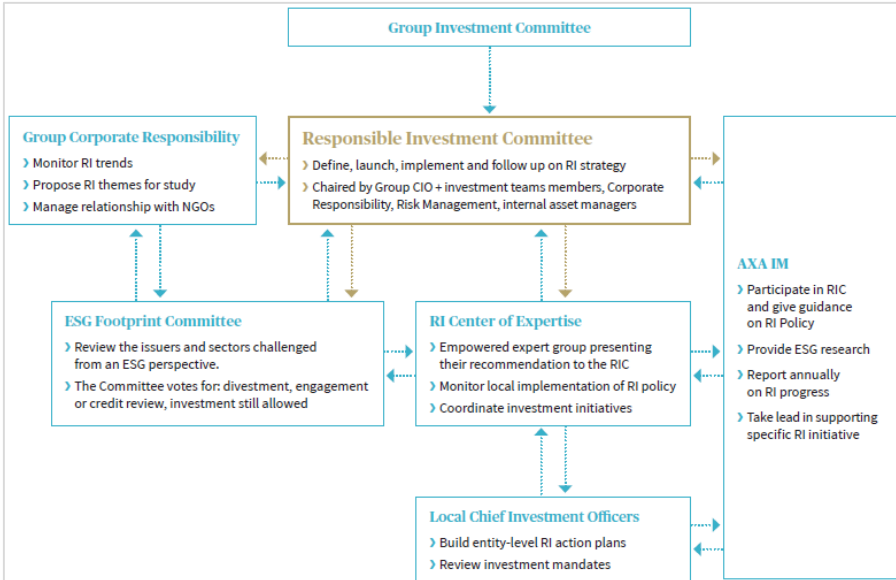 Group Investment Committee
Group Corporate Responsibility
❯ Monitor RI trends
❯ Propose RI themes for study
❯ Manage relationship with NGOs
Responsible Investment Committee
❯ Define, launch, implement and follow up on RI strategy
❯ Chaired by Group CIO + investment teams members, Corporate
Responsibility, Risk Management, internal asset managers
ESG Footprint Committee
❯ Review the issuers and sectors challenged
from an ESG perspective.
❯ The Committee votes for: divestment, engagement
or credit review, investment still allowed
RI Center of Expertise
❯ Empowered expert group presenting
their recommendation to the RIC
❯ Monitor local implementation of RI policy
❯ Coordinate investment initiatives
AXA IM
❯ Participate in RIC
and give guidance
on RI Policy
❯ Provide ESG research
❯ Report annually
on RI progress
❯ Take lead in supporting
specific RI initiative
Local Chief Investment Officers
❯ Build entity-level RI action plans
❯ Review investment mandates